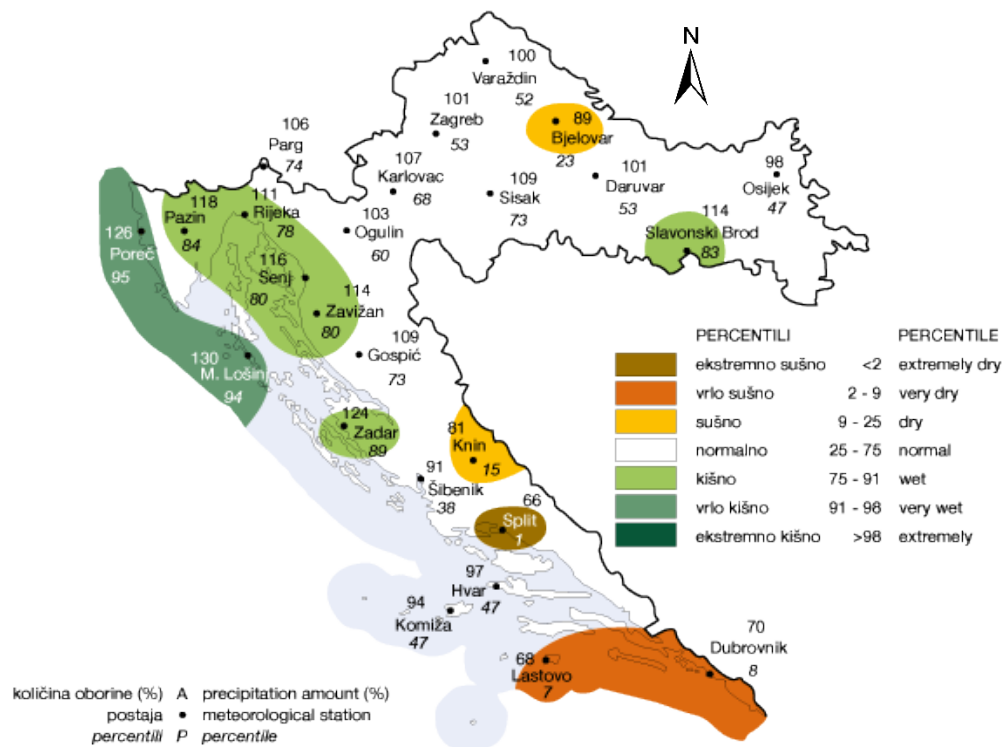 N
100
Varaždin
52
101
Zagreb
53
89
Bjelovar
23
106
Parg
74
107
Karlovac
68
109
Sisak
73
101
Daruvar
53
98
Osijek
47
118
Pazin
84
111
Rijeka
78
103
Ogulin
60
114
Slavonski Brod
83
126
Poreč
95
116
Senj
80
114
Zavižan
80
109
Gospić
73
130
M. Lošin
94
124
Zadar
89
81
Knin
15
91
Šibenik
38
66
Split
1
97
Hvar
47
94
Komiža
47
68
Lastovo
7
70
Dubrovnik
8
PERCENTILI PERCENTILE
ekstremno sušno <2 extremely dry
vrlo sušno 2 - 9 very dry
sušno 9 - 25 dry
normalno 25 - 75 normal
kišno 75 - 91 wet
vrlo kišno 91 - 98 very wet
ekstremno kišno >98 extremely
količina oborine (%) A precipitation amount (%)
postaja • meteorological station
percentili P percentile